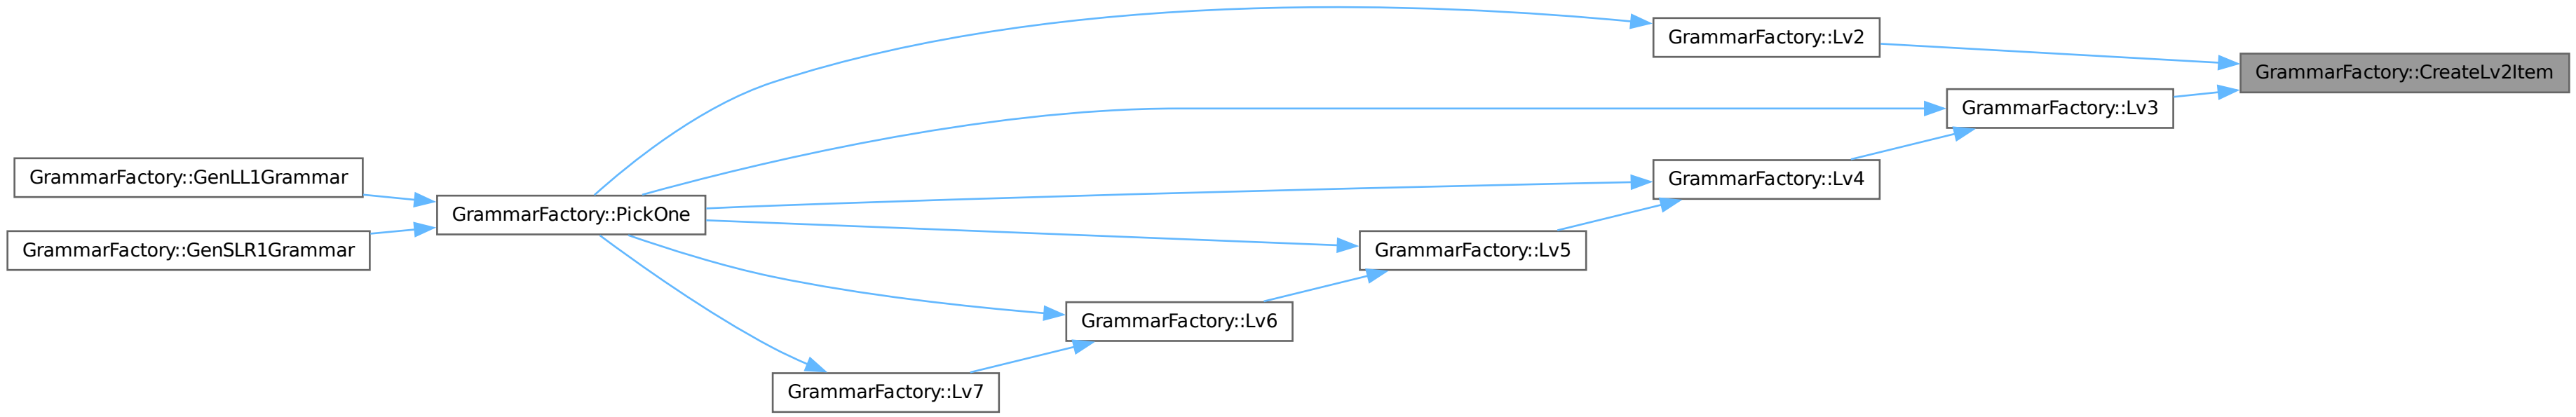 GrammarFactory::Lv2
GrammarFactory::CreateLv2Item
GrammarFactory::Lv3
GrammarFactory::GenLL1Grammar
GrammarFactory::Lv4
GrammarFactory::PickOne
GrammarFactory::GenSLR1Grammar
GrammarFactory::Lv5
GrammarFactory::Lv6
GrammarFactory::Lv7